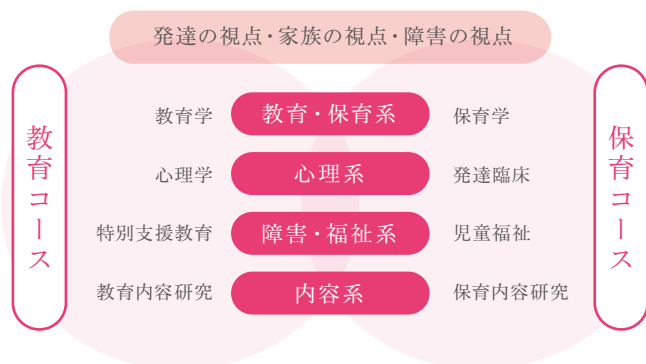 発達の視点・家族の視点・障害の視点
教育コース
教育学
教育・保育系
保育学
心理学
心理系
発達臨床
特別支援教育
障害・福祉系
児童福祉
教育内容研究
内容系
保育内容研究
保育コース